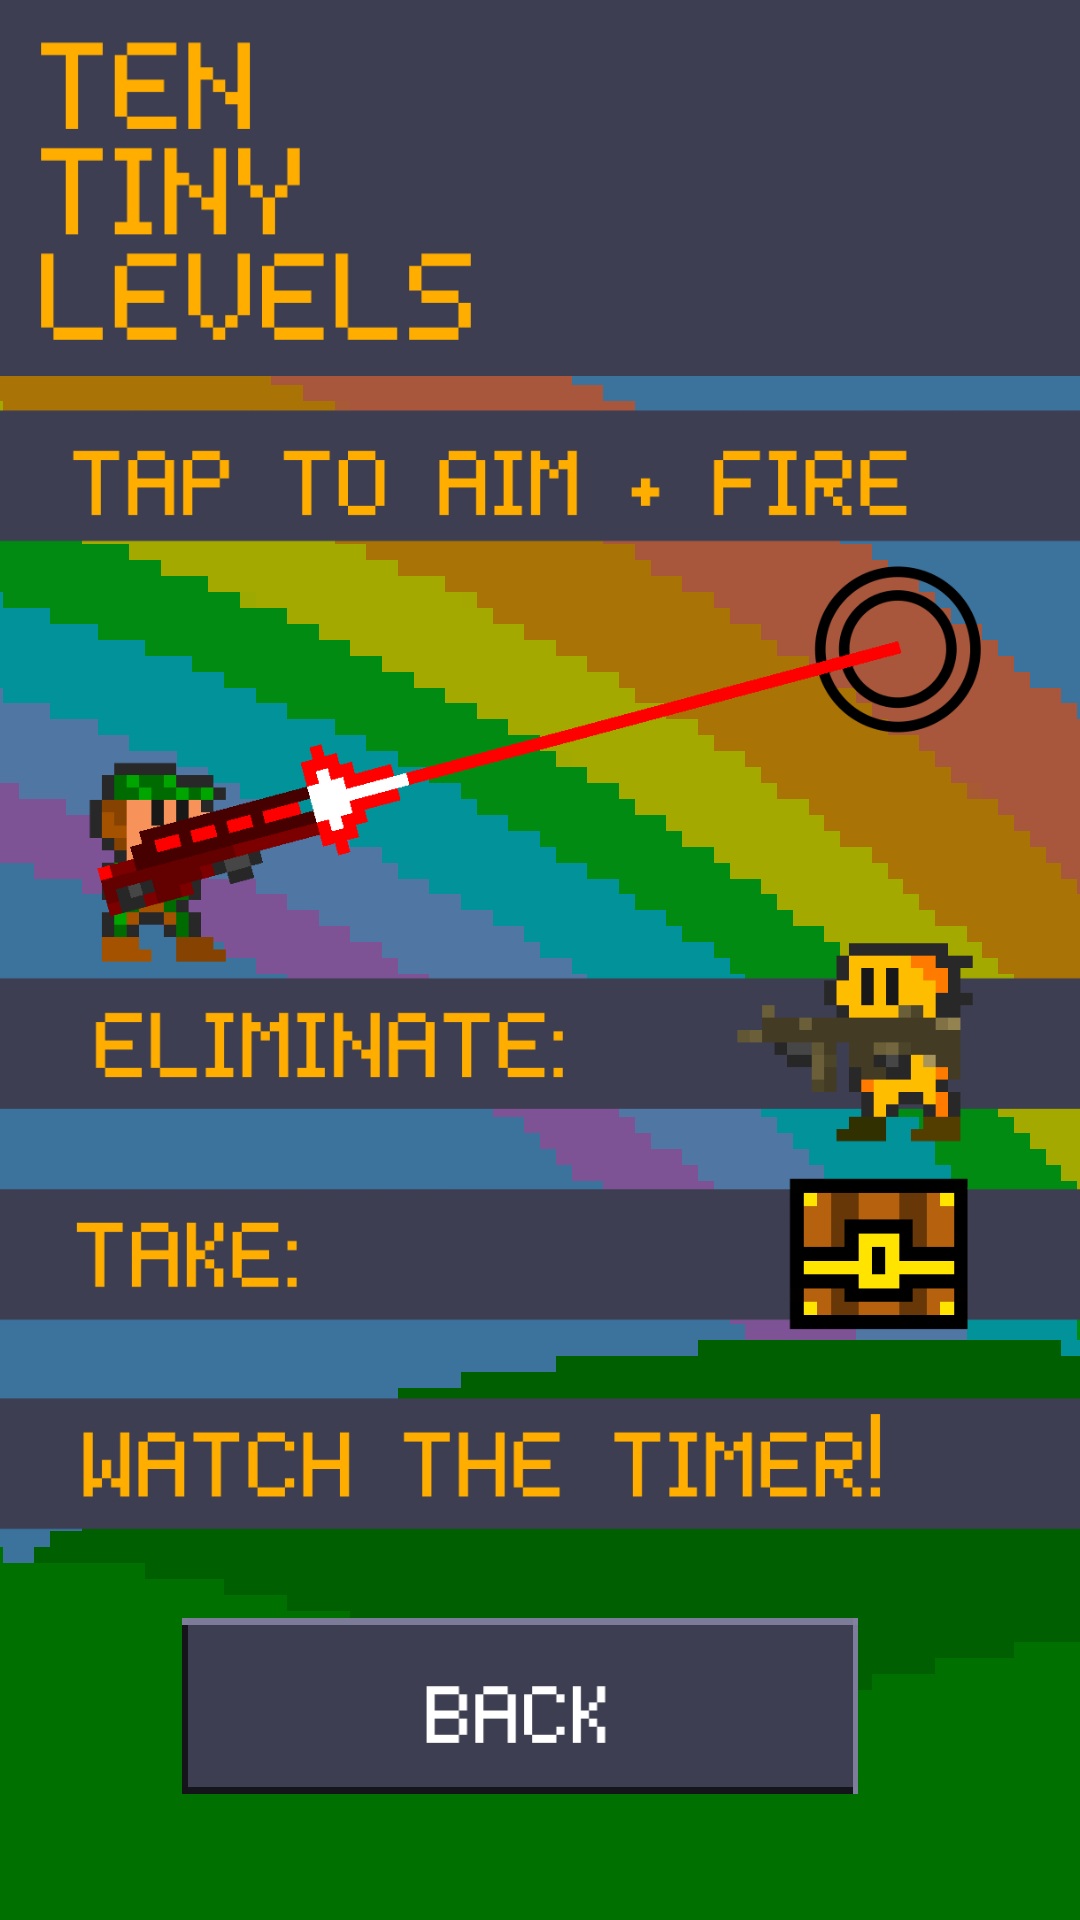 TEN
TINY
LEVELS
TAP TO AIM + FIRE
ELIMINATE:
TAKE:
WATCH THE TIMER!
BACK